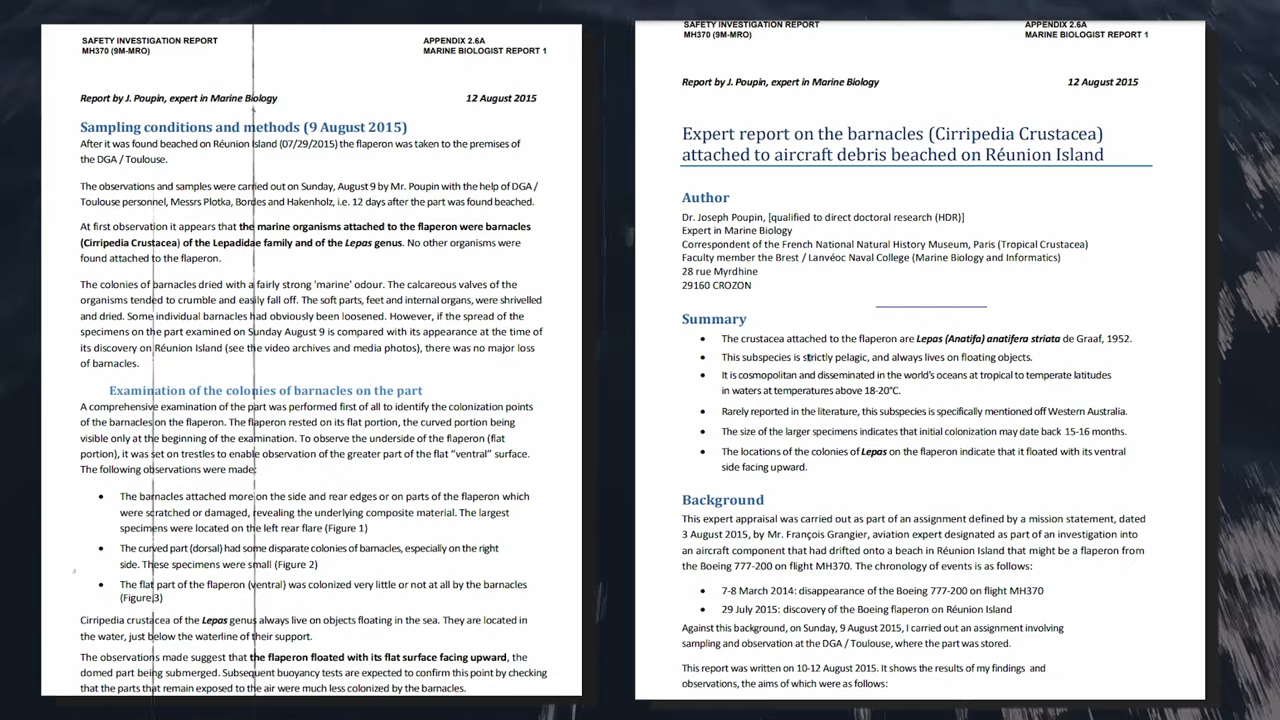 SAFETY INVESTIGATION REPORT
MH370 (9M-MRO)
APPENDIX 2.6A
MARINE BIOLOGIST REPORT 1
Report by J. Poupin, expert in Marine Biology
12 August 2015
Sampling conditions and methods (9 August 2015)
After it was found beached on Réunion Island (07/29/2015) the flaperon was taken to the premises of
the DGA / Toulouse.
The observations and samples were carried out on Sunday, August 9 by Mr. Poupin with the help of DGA /
Toulouse personnel, Messrs Plotka, Bordes and Hakenholz, i.e. 12 days after the part was found beached.
At first observation it appears that the marine organisms attached to the flaperon were barnacles
(Cirripedia Crustacea) of the Lepadidae family and of the Lepas genus. No other organisms were
found attached to the flaperon.
The colonies of barnacles dried with a fairly strong 'marine' odour. The calcareous valves of the
organisms tended to crumble and easily fall off. The soft parts, feet and internal organs, were shrivelled
and dried. Some individual barnacles had obviously been loosened. However, if the spread of the
specimens on the part examined on Sunday August 9 is compared with its appearance at the time of
its discovery on Réunion Island (see the video archives and media photos), there was no major loss
of barnacles.
Examination of the colonies of barnacles on the part
A comprehensive examination of the part was performed first of all to identify the colonization points
of the barnacles on the flaperon. The flaperon rested on its flat portion, the curved portion being
visible only at the beginning of the examination. To observe the underside of the flaperon (flat
portion), it was set on trestles to enable observation of the greater part of the flat “ventral” surface.
The following observations were made:
• The barnacles attached more on the side and rear edges or on parts of the flaperon which
were scratched or damaged, revealing the underlying composite material. The largest
specimens were located on the left rear flare (Figure 1)
• The curved part (dorsal) had some disparate colonies of barnacles, especially on the right
side. These specimens were small (Figure 2)
• The flat part of the flaperon (ventral) was colonized very little or not at all by the barnacles
(Figure 3)
Cirripedia crustacea of the Lepas genus always live on objects floating in the sea. They are located in
the water, just below the waterline of their support.
The observations made suggest that the flaperon floated with its flat surface facing upward, the
domed part being submerged. Subsequent buoyancy tests are expected to confirm this point by checking
that the parts that remain exposed to the air were much less colonized by the barnacles.
SAFETY INVESTIGATION REPORT
MH370 (9M-MRO)
APPENDIX 2.6A
MARINE BIOLOGIST REPORT 1
Report by J. Poupin, expert in Marine Biology
12 August 2015
Expert report on the barnacles (Cirripedia Crustacea)
attached to aircraft debris beached on Réunion Island
Author
Dr. Joseph Poupin, [qualified to direct doctoral research (HDR)]
Expert in Marine Biology
Correspondent of the French National Natural History Museum, Paris (Tropical Crustacea)
Faculty member the Brest / Lanvéoc Naval College (Marine Biology and Informatics)
28 rue Myrdhine
29160 CROZON
Summary
• The crustacea attached to the flaperon are Lepas (Anatifa) anatifera striata de Graaf, 1952.
• This subspecies is strictly pelagic, and always lives on floating objects.
• It is cosmopolitan and disseminated in the world's oceans at tropical to temperate latitudes
in waters at temperatures above 18-20°C.
• Rarely reported in the literature, this subspecies is specifically mentioned off Western Australia.
• The size of the larger specimens indicates that initial colonization may date back 15-16 months.
• The locations of the colonies of Lepas on the flaperon indicate that it floated with its ventral
side facing upward.
Background
This expert appraisal was carried out as part of an assignment defined by a mission statement, dated
3 August 2015, by Mr. François Grangier, aviation expert designated as part of an investigation into
an aircraft component that had drifted onto a beach in Réunion Island that might be a flaperon from
the Boeing 777-200 on flight MH370. The chronology of events is as follows:
• 7-8 March 2014: disappearance of the Boeing 777-200 on flight MH370
• 29 July 2015: discovery of the Boeing flaperon on Réunion Island
Against this background, on Sunday, 9 August 2015, I carried out an assignment involving
sampling and observation at the DGA / Toulouse, where the part was stored.
This report was written on 10-12 August 2015. It shows the results of my findings and
observations, the aims of which were as follows: